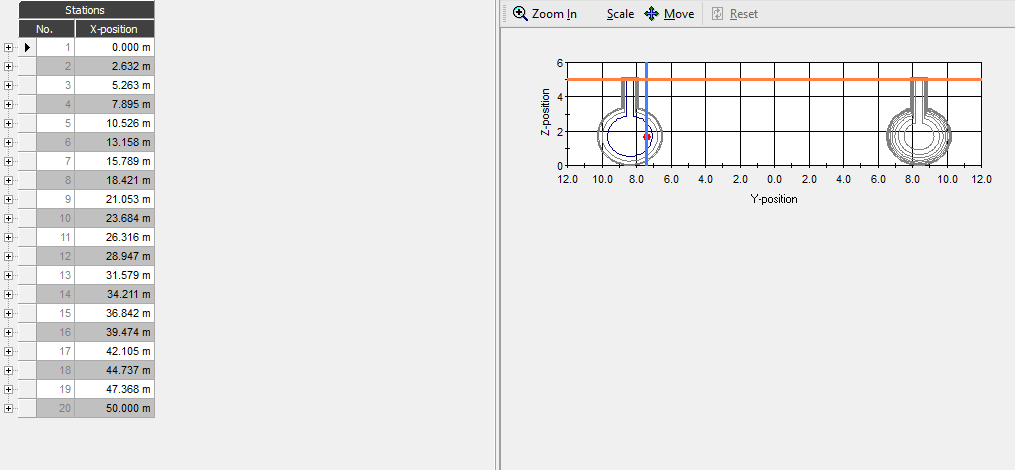 Stations
No. X-position
1 0.000 m
2 2.632 m
3 5.263 m
4 7.895 m
5 10.526 m
6 13.158 m
7 15.789 m
8 18.421 m
9 21.053 m
10 23.684 m
11 26.316 m
12 28.947 m
13 31.579 m
14 34.211 m
15 36.842 m
16 39.474 m
17 42.105 m
18 44.737 m
19 47.368 m
20 50.000 m
Zoom In Scale Move Reset
Z-position
6
4
2
0
12.0 10.0 8.0 6.0 4.0 2.0 0.0 2.0 4.0 6.0 8.0 10.0 12.0
Y-position